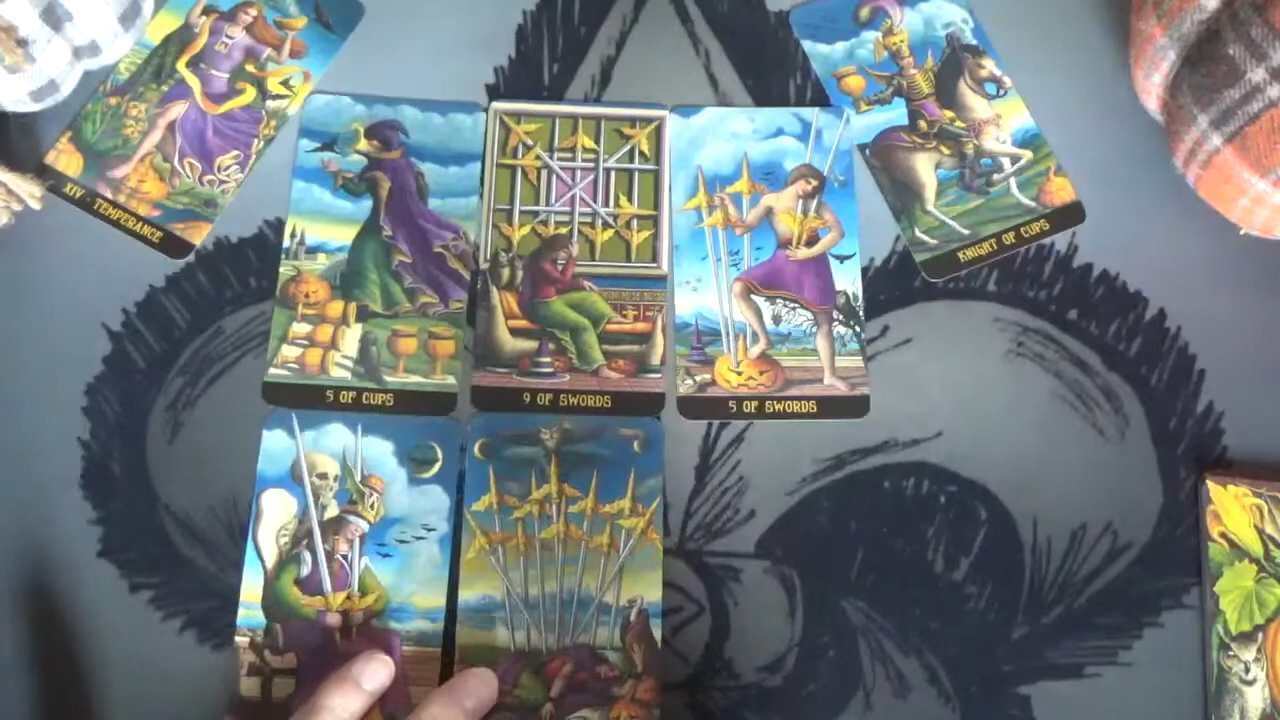 XIV · TEMPERANCE
KNIGHT OF CUPS
5 OF CUPS
9 OF SWORDS
5 OF SWORDS